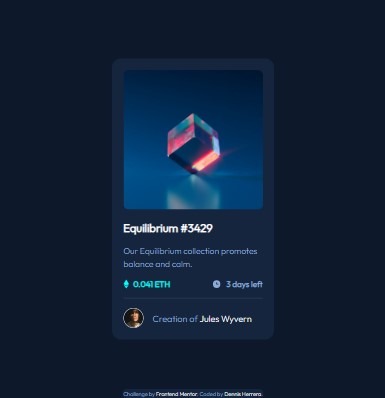 Equilibrium #3429
Our Equilibrium collection promotes
balance and calm.
0.041 ETH
3 days left
Creation of Jules Wyvern
Challenge by Frontend Mentor. Coded by Dennis Herrera.